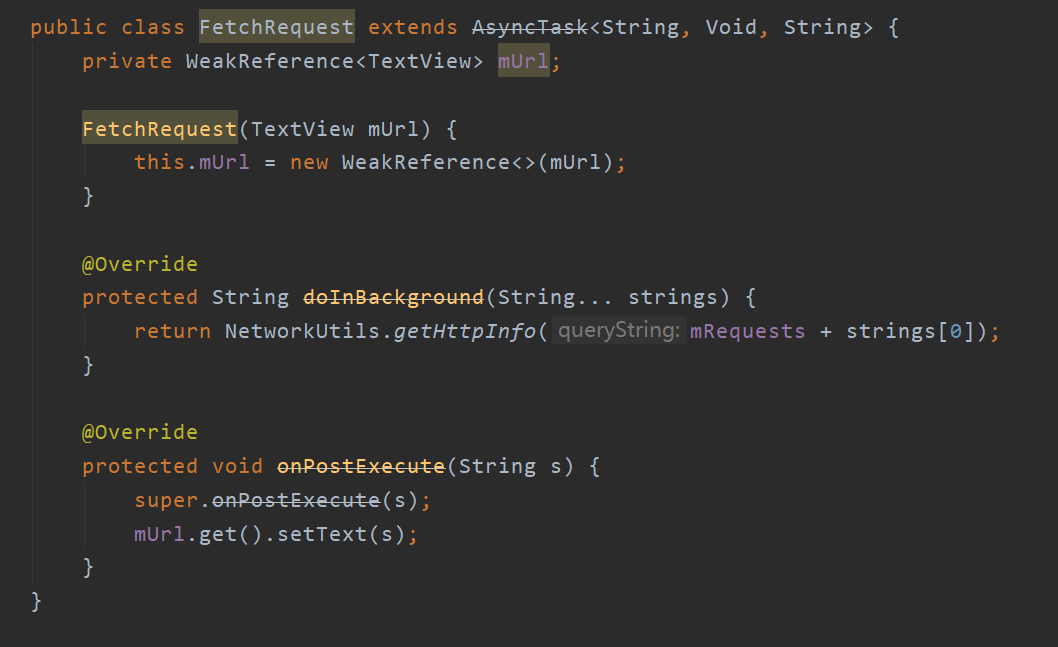 public class FetchRequest extends AsyncTask<String, Void, String> {
private WeakReference<TextView> mUrl;
FetchRequest(TextView mUrl) {
this.mUrl = new WeakReference<>(mUrl);
}
@Override
protected String doInBackground(String... strings) {
return NetworkUtils.getHttpInfo( queryString: mRequests + strings[0]);
}
@Override
protected void onPostExecute(String s) {
super.onPostExecute(s);
mUrl.get().setText(s);
}
}